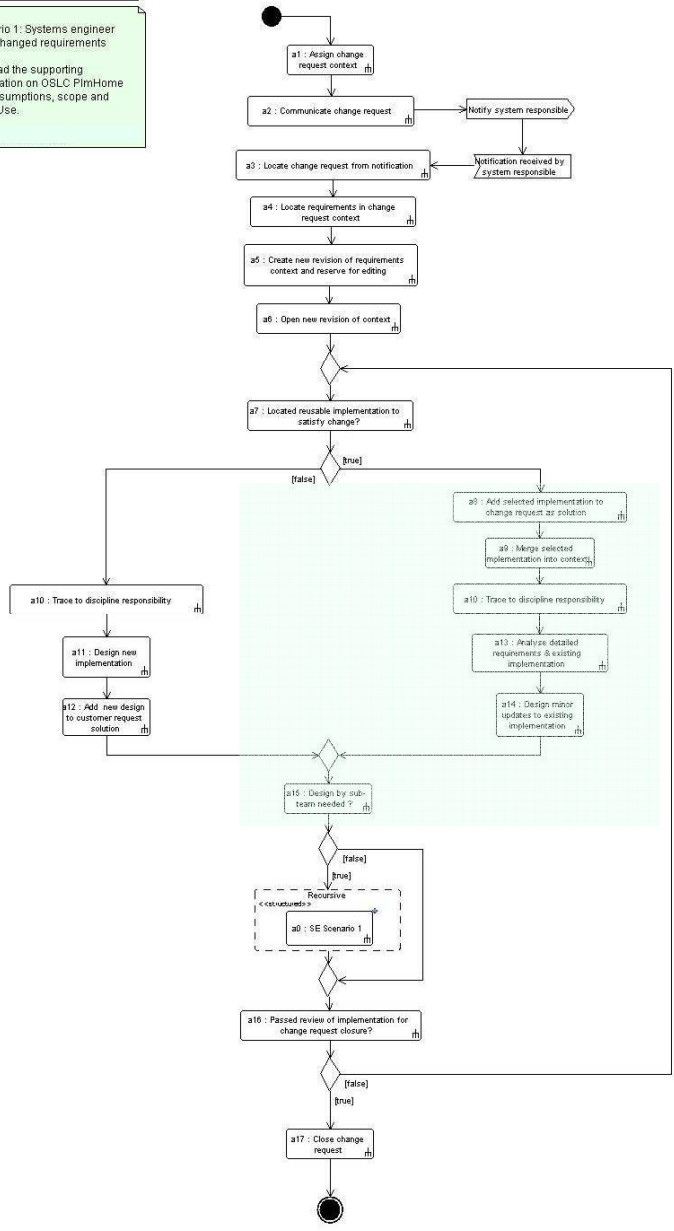 rio 1: Systems engineer
hanged requirements
ad the supporting
ation on OSLC PlmHome
sumptions, scope and
Use.
a1 : Assign change
request context
a2 : Communicate change request
Notify system responsible
Notification received by
system responsible
a3 : Locate change request from notification
a4 : Locate requirements in change
request context
a5 : Create new revision of requirements
context and reserve for editing
a6 : Open new revision of context
a7 : Located reusable implementation to
satisfy change?
[true]
[false]
a8 : Add selected implementation to
change request as solution
a9 : Merge selected
mplementation into context
a10 : Trace to discipline responsibility
a10 : Trace to discipline responsibility
a11 : Design new
implementation
a13 : Analyse detailed
requirements & existing
implementation
a12 : Add new design
to customer request
solution
a14 : Design minor
updates to existing
implementation
a15 : Design by sub-
team needed ?
[false]
[true]
Recursive
<<structured>>
a0 : SE Scenario 1
a16 : Passed review of implementation for
change request closure?
[false]
[true]
a17 : Close change
request